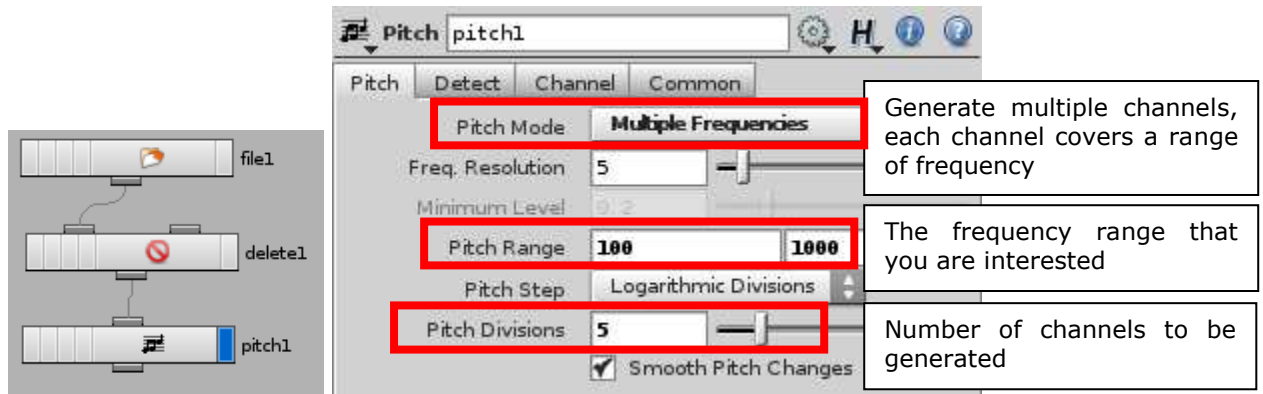 file1
delete1
pitch1
Pitch pitch1
Pitch Detect Channel Common
Pitch Mode Multiple Frequencies
Freq. Resolution 5
Minimum Level 0.2
Pitch Range 100 1000
Pitch Step Logarithmic Divisions
Pitch Divisions 5
Smooth Pitch Changes
Generate multiple channels,
each channel covers a range
of frequency
The frequency range that
you are interested
Number of channels to be
generated